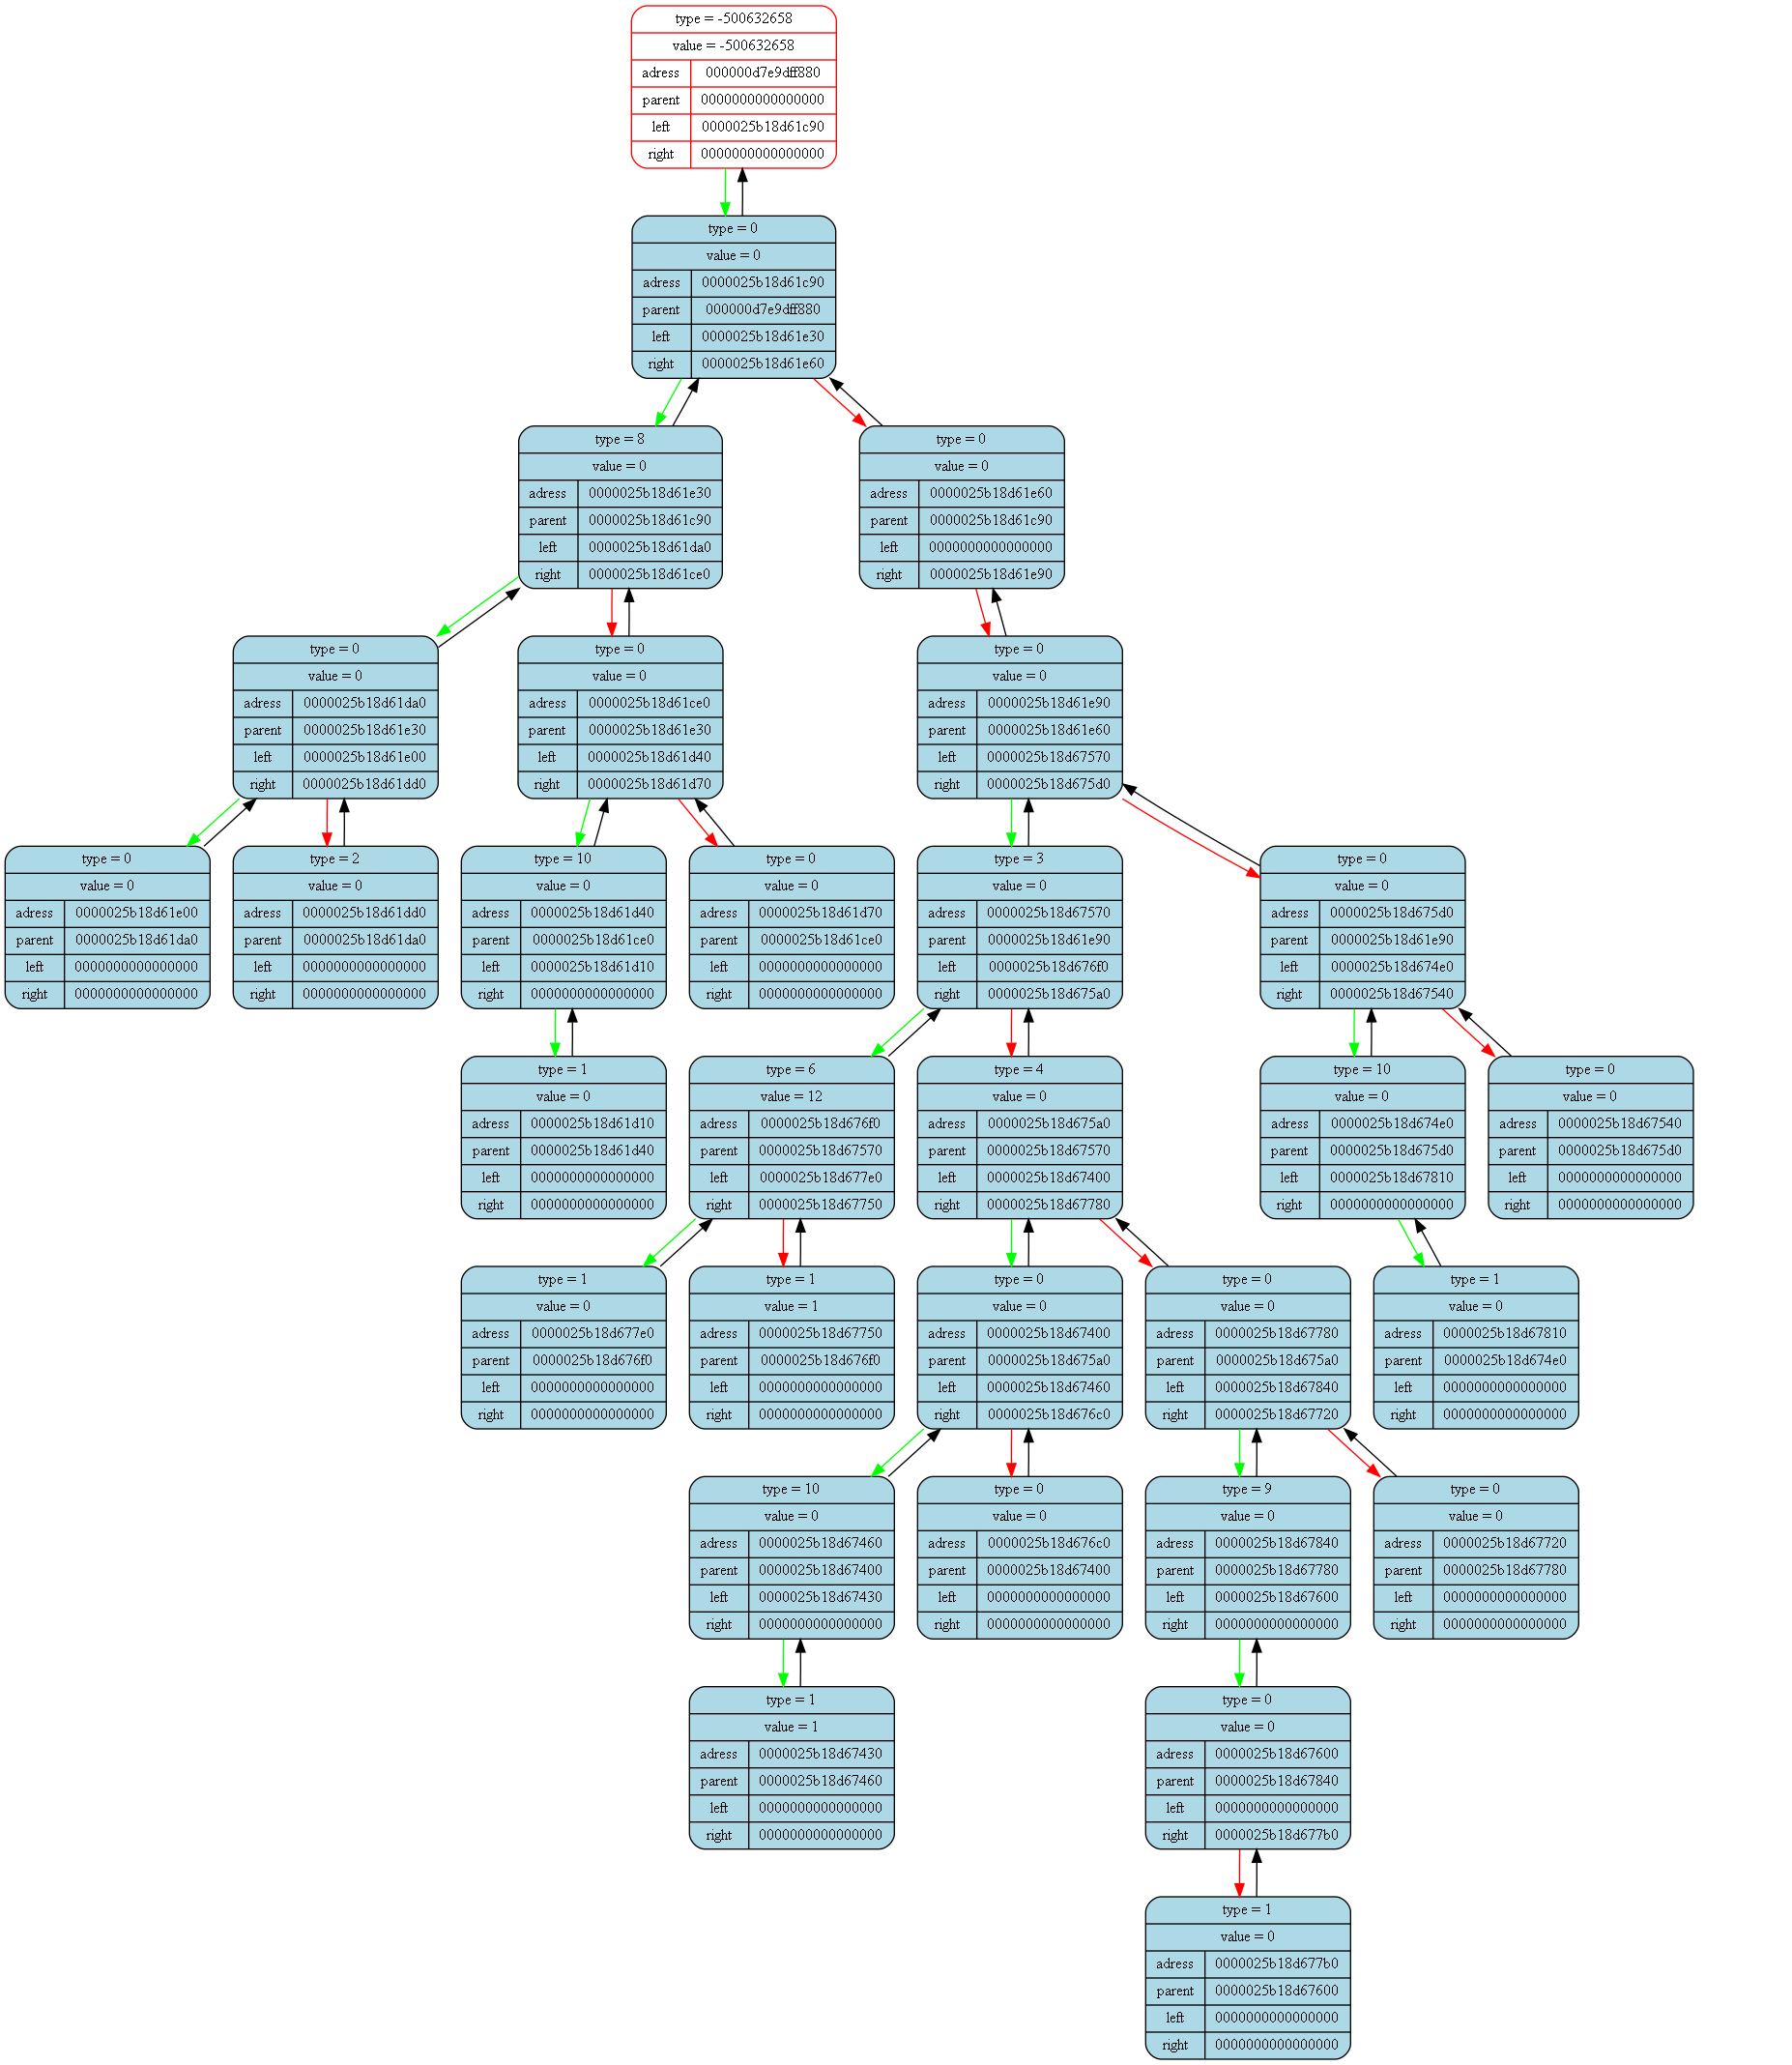 type = -500632658
value = -500632658
adress 000000d7e9dff880
parent 0000000000000000
left 0000025b18d61c90
right 0000000000000000
type = 0
value = 0
adress 0000025b18d61c90
parent 000000d7e9dff880
left 0000025b18d61e30
right 0000025b18d61e60
type = 8
value = 0
adress 0000025b18d61e30
parent 0000025b18d61c90
left 0000025b18d61da0
right 0000025b18d61ce0
type = 0
value = 0
adress 0000025b18d61e60
parent 0000025b18d61c90
left 0000000000000000
right 0000025b18d61e90
type = 0
value = 0
adress 0000025b18d61da0
parent 0000025b18d61e30
left 0000025b18d61e00
right 0000025b18d61dd0
type = 0
value = 0
adress 0000025b18d61ce0
parent 0000025b18d61e30
left 0000025b18d61d40
right 0000025b18d61d70
type = 0
value = 0
adress 0000025b18d61e90
parent 0000025b18d61e60
left 0000025b18d67570
right 0000025b18d675d0
type = 0
value = 0
adress 0000025b18d61e00
parent 0000025b18d61da0
left 0000000000000000
right 0000000000000000
type = 2
value = 0
adress 0000025b18d61dd0
parent 0000025b18d61da0
left 0000000000000000
right 0000000000000000
type = 10
value = 0
adress 0000025b18d61d40
parent 0000025b18d61ce0
left 0000025b18d61d10
right 0000000000000000
type = 0
value = 0
adress 0000025b18d61d70
parent 0000025b18d61ce0
left 0000000000000000
right 0000000000000000
type = 3
value = 0
adress 0000025b18d67570
parent 0000025b18d61e90
left 0000025b18d676f0
right 0000025b18d675a0
type = 0
value = 0
adress 0000025b18d675d0
parent 0000025b18d61e90
left 0000025b18d674e0
right 0000025b18d67540
type = 1
value = 0
adress 0000025b18d61d10
parent 0000025b18d61d40
left 0000000000000000
right 0000000000000000
type = 6
value = 12
adress 0000025b18d676f0
parent 0000025b18d67570
left 0000025b18d677e0
right 0000025b18d67750
type = 4
value = 0
adress 0000025b18d675a0
parent 0000025b18d67570
left 0000025b18d67400
right 0000025b18d67780
type = 10
value = 0
adress 0000025b18d674e0
parent 0000025b18d675d0
left 0000025b18d67810
right 0000000000000000
type = 0
value = 0
adress 0000025b18d67540
parent 0000025b18d675d0
left 0000000000000000
right 0000000000000000
type = 1
value = 0
adress 0000025b18d677e0
parent 0000025b18d676f0
left 0000000000000000
right 0000000000000000
type = 1
value = 1
adress 0000025b18d67750
parent 0000025b18d676f0
left 0000000000000000
right 0000000000000000
type = 0
value = 0
adress 0000025b18d67400
parent 0000025b18d675a0
left 0000025b18d67460
right 0000025b18d676c0
type = 0
value = 0
adress 0000025b18d67780
parent 0000025b18d675a0
left 0000025b18d67840
right 0000025b18d67720
type = 1
value = 0
adress 0000025b18d67810
parent 0000025b18d674e0
left 0000000000000000
right 0000000000000000
type = 10
value = 0
adress 0000025b18d67460
parent 0000025b18d67400
left 0000025b18d67430
right 0000000000000000
type = 0
value = 0
adress 0000025b18d676c0
parent 0000025b18d67400
left 0000000000000000
right 0000000000000000
type = 9
value = 0
adress 0000025b18d67840
parent 0000025b18d67780
left 0000025b18d67600
right 0000000000000000
type = 0
value = 0
adress 0000025b18d67720
parent 0000025b18d67780
left 0000000000000000
right 0000000000000000
type = 1
value = 1
adress 0000025b18d67430
parent 0000025b18d67460
left 0000000000000000
right 0000000000000000
type = 0
value = 0
adress 0000025b18d67600
parent 0000025b18d67840
left 0000000000000000
right 0000025b18d677b0
type = 1
value = 0
adress 0000025b18d677b0
parent 0000025b18d67600
left 0000000000000000
right 0000000000000000